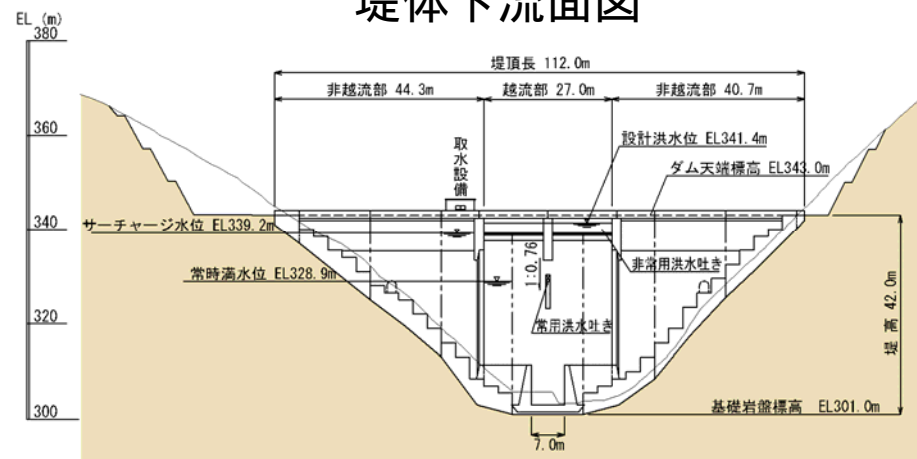 堤体下流面図
EL (m)
380
360
340
320
300
堤頂長 112.0m
非越流部 44.3m
越流部 27.0m
非越流部 40.7m
取水設備
設計洪水位 EL341.4m
ダム天端標高 EL343.0m
サーチャージ水位 EL339.2m
常時満水位 EL328.9m
1:0.76
非常用洪水吐き
常用洪水吐き
堤高 42.0m
基礎岩盤標高 EL301.0m
7.0m